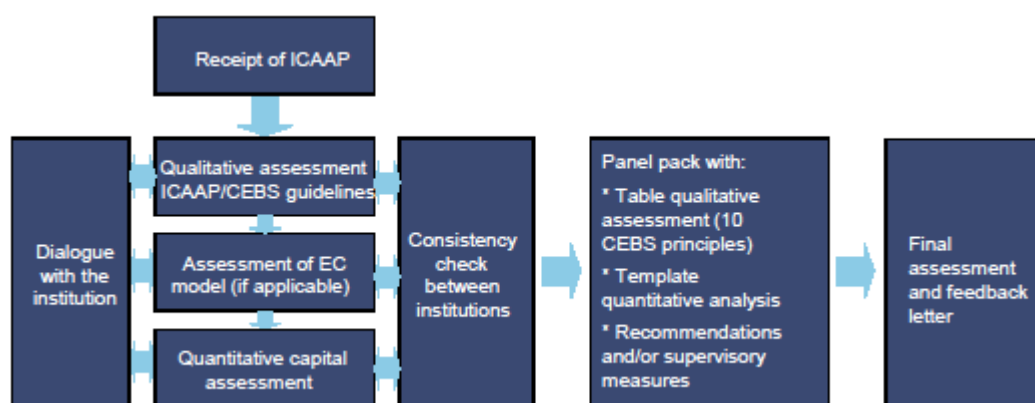 Receipt of ICAAP
Dialogue
with the
institution
Qualitative assessment
ICAAP/CEBS guidelines
Assessment of EC
model (if applicable)
Quantitative capital
assessment
Consistency
check
between
institutions
Panel pack with:
* Table qualitative
assessment (10
CEBS principles)
* Template
quantitative analysis
* Recommendations
and/or supervisory
measures
Final
assessment
and feedback
letter